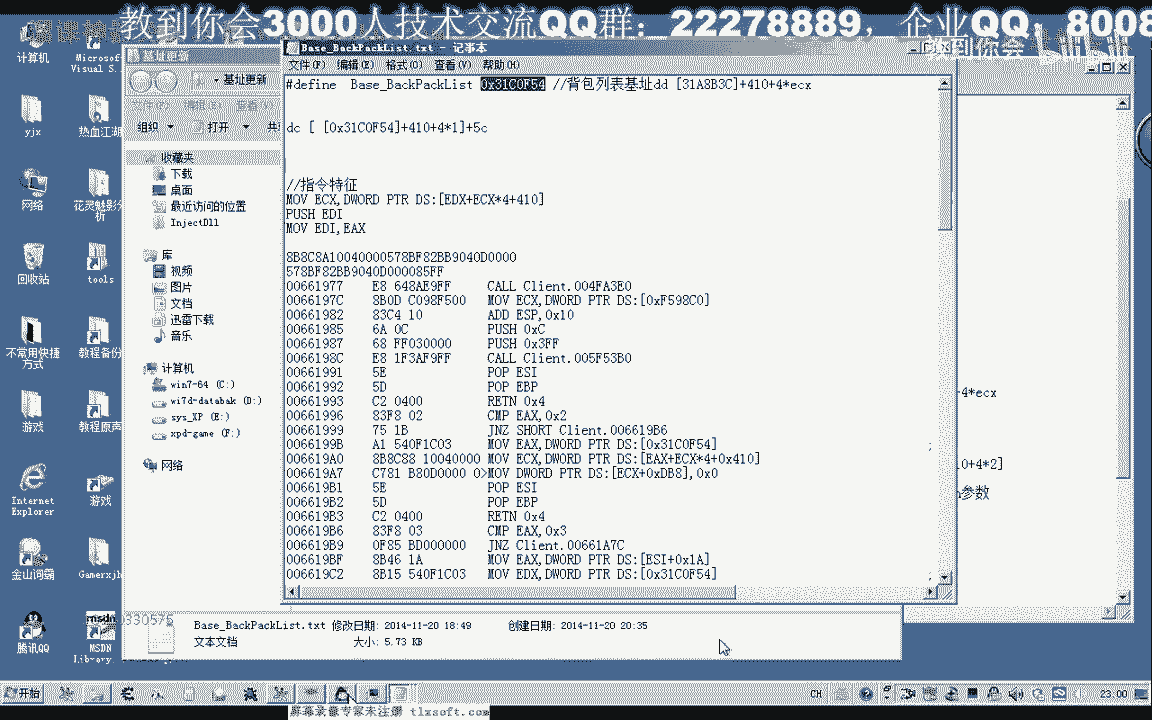 教到你会3000人技术交流QQ群：22278889，企业QQ，8008
教到你会 bilibili
计算机
Microsof
Visual S.
yjx
热血江湖
网络
花灵魅影分
析
回收站
tools
不常用快捷
方式
教程备份
游戏
教程原声
Internet
Explorer
游戏
金山词霸
Gamerxjh
腾讯QQ
msdn
MSDN
Library.
330575
基址更新
基址更新
组织 打开
收藏夹
下载
桌面
最近访问的位置
InjectDll
库
视频
图片
文档
迅雷下载
音乐
计算机
win7-64 (C:)
wi7d-databak (D:)
sys_XP (E:)
xpd-game (F:)
网络
Base_BackPackList.txt - 记事本
文件(F) 编辑(E) 格式(O) 查看(V) 帮助(H)
#define Base_BackPackList 0x31C0F54 //背包列表基址dd [31A8B3C]+410+4*ecx
dc [ [0x31C0F54]+410+4*1]+5c
//指令特征
MOV ECX,DWORD PTR DS:[EDX+ECX*4+410]
PUSH EDI
MOV EDI,EAX
8B8C8A10040000578BF82BB9040D0000
578BF82BB9040D000085FF
00661977 E8 648AE9FF CALL Client.004FA3E0
0066197C 8B0D C098F500 MOV ECX,DWORD PTR DS:[0xF598C0]
00661982 83C4 10 ADD ESP,0x10
00661985 6A 0C PUSH 0xC
00661987 68 FF030000 PUSH 0x3FF
0066198C E8 1F3AF9FF CALL Client.005F53B0
00661991 5E POP ESI
00661992 5D POP EBP
00661993 C2 0400 RETN 0x4
00661996 83F8 02 CMP EAX,0x2
00661999 75 1B JNZ SHORT Client.006619B6
0066199B A1 540F1C03 MOV EAX,DWORD PTR DS:[0x31C0F54] ;
006619A0 8B8C88 10040000 MOV ECX,DWORD PTR DS:[EAX+ECX*4+0x410]
006619A7 C781 B80D0000 0>MOV DWORD PTR DS:[ECX+0xDB8],0x0
006619B1 5E POP ESI
006619B2 5D POP EBP
006619B3 C2 0400 RETN 0x4
006619B6 83F8 03 CMP EAX,0x3
006619B9 0F85 BD000000 JNZ Client.00661A7C
006619BF 8B46 1A MOV EAX,DWORD PTR DS:[ESI+0x1A]
006619C2 8B15 540F1C03 MOV EDX,DWORD PTR DS:[0x31C0F54] ;
4*ecx
0+4*2]
参数
Base_BackPackList.txt 修改日期: 2014-11-20 18:49 创建日期: 2014-11-20 20:35
文本文档 大小: 5.73 KB
开始
CH
23:00
屏幕录像专家未注册 tlxsoft.com